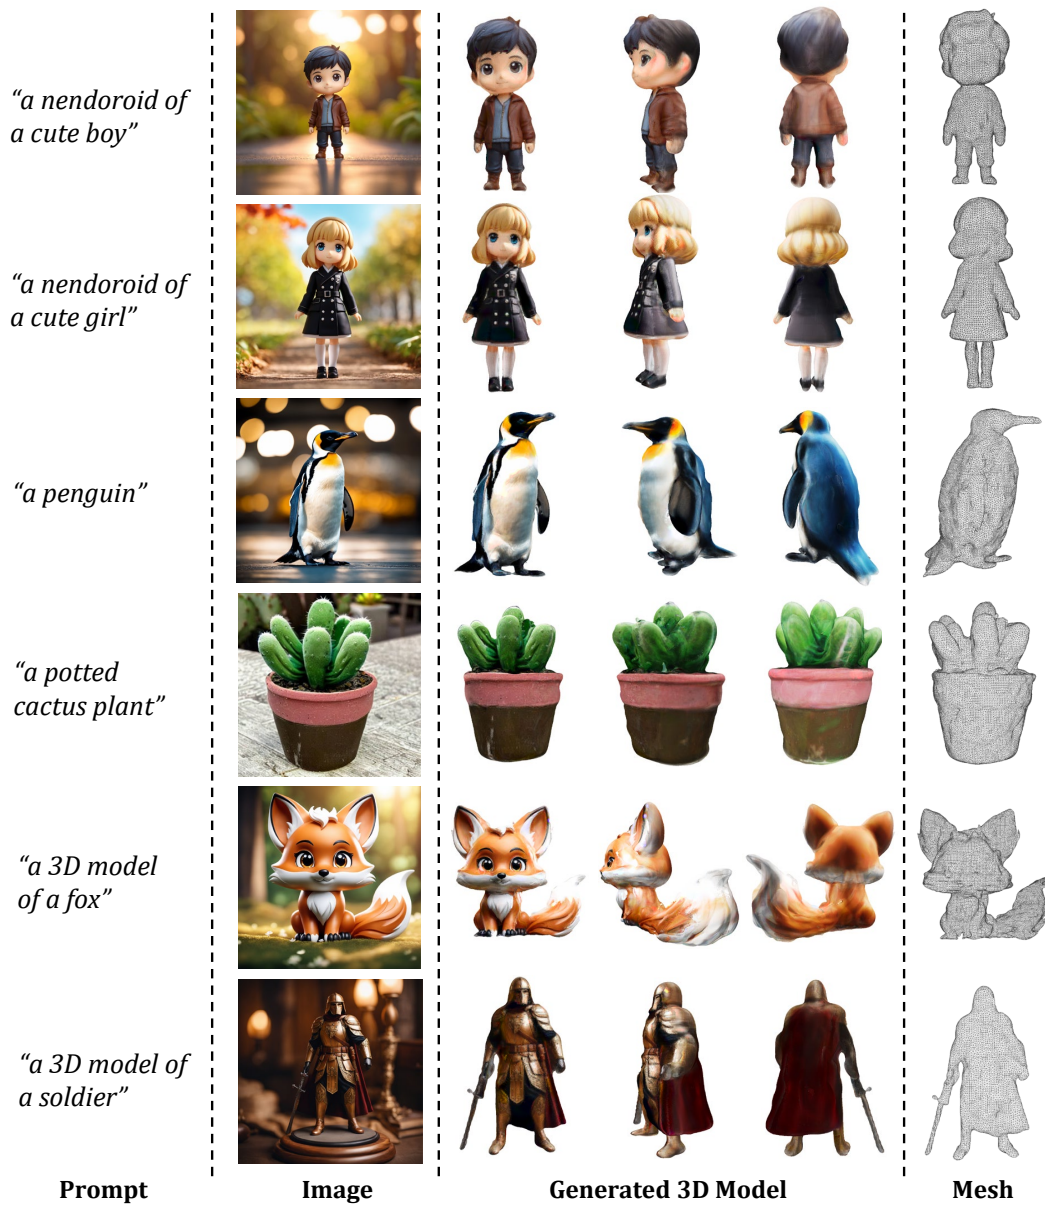 “a nendoroid of
a cute boy”
“a nendoroid of
a cute girl”
“a penguin”
“a potted
cactus plant”
“a 3D model
of a fox”
“a 3D model of
a soldier”
Prompt Image Generated 3D Model Mesh